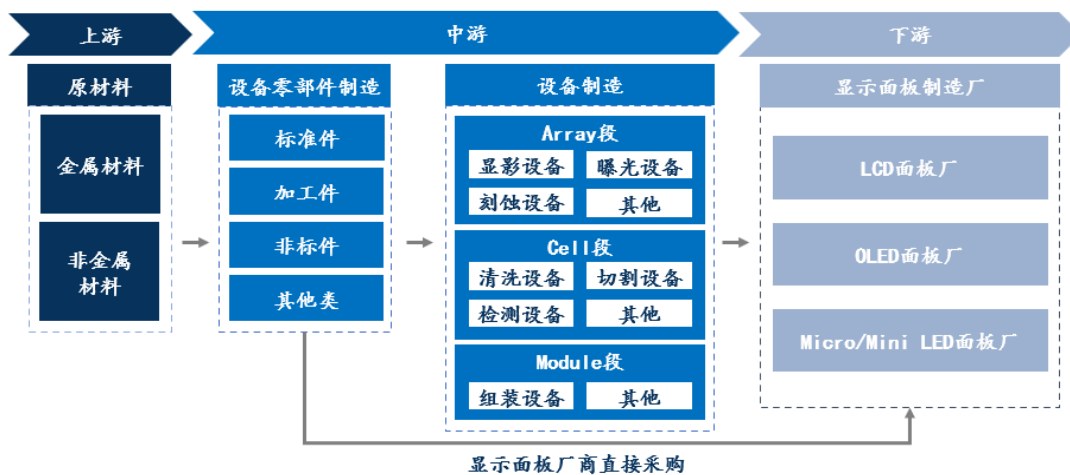 上游
中游
下游
原材料
金属材料
非金属
材料
设备零部件制造
标准件
加工件
非标件
其他类
设备制造
Array段
显影设备
曝光设备
刻蚀设备
其他
Cell段
清洗设备
切割设备
检测设备
其他
Module段
组装设备
其他
显示面板制造厂
LCD面板厂
OLED面板厂
Micro/Mini LED面板厂
显示面板厂商直接采购